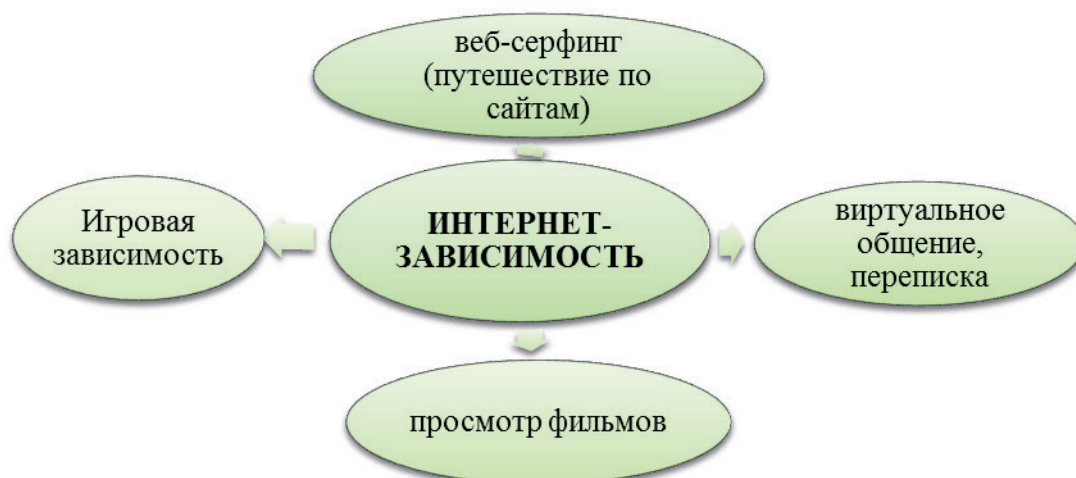 веб-серфинг
(путешествие по
сайтам)
Игровая
зависимость
ИНТЕРНЕТ-
ЗАВИСИМОСТЬ
виртуальное
общение,
переписка
просмотр фильмов